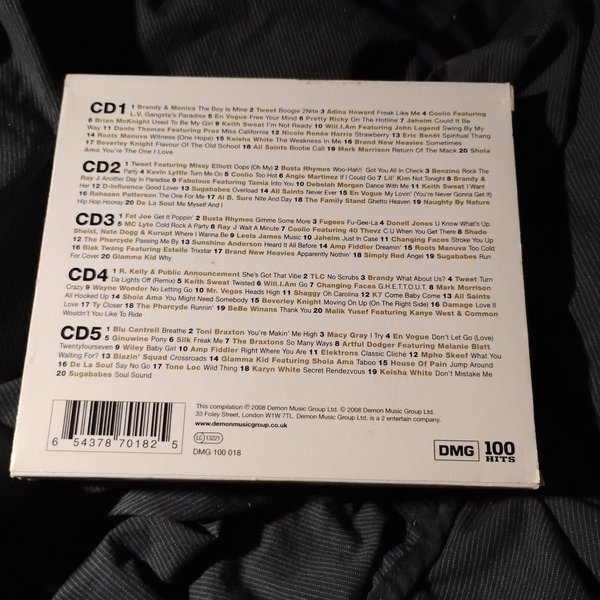 CD1 1 Brandy & Monica The Boy Is Mine 2 Tweet Boogie 2Nite 3 Adina Howard Freak Like Me 4 Coolio Featuring
L.V. Gangsta's Paradise 5 En Vogue Free Your Mind 6 Pretty Ricky On The Hotline 7 Jaheim Could It Be
8 Brian McKnight Used To Be My Girl 9 Keith Sweat I'm Not Ready 10 Will.I.Am Featuring John Legend Swing By My
Way 11 Dante Thomas Featuring Pras Miss California 12 Nicole Renée Harris Strawberry 13 Eric Benét Spiritual Thang
14 Roots Manuva Witness (One Hope) 15 Keisha White The Weakness In Me 16 Brand New Heavies Sometimes
17 Beverley Knight Flavour Of The Old School 18 All Saints Bootie Call 19 Mark Morrison Return Of The Mack 20 Shola
Ama You're The One I Love
CD2 1 Tweet Featuring Missy Elliott Oops (Oh My) 2 Busta Rhymes Woo-Hah!! Got You All In Check 3 Benzino Rock The
Party 4 Kevin Lyttle Turn Me On 5 Coolio Too Hot 6 Angie Martinez If I Could Go 7 Lil' Kim Not Tonight 8 Brandy &
Ray J Another Day In Paradise 9 Fabolous Featuring Tamia Into You 10 Debelah Morgan Dance With Me 11 Keith Sweat I Want
Her 12 D-Influence Good Lover 13 Sugababes Overload 14 All Saints Never Ever 15 En Vogue My Lovin' (You're Never Gonna Get It)
16 Rahsaan Patterson The One For Me 17 Al B. Sure Nite And Day 18 The Family Stand Ghetto Heaven 19 Naughty By Nature
Hip Hop Hooray 20 De La Soul Me Myself And I
CD3 1 Fat Joe Get It Poppin' 2 Busta Rhymes Gimme Some More 3 Fugees Fu-Gee-La 4 Donell Jones U Know What's Up
5 MC Lyte Cold Rock A Party 6 Ray J Wait A Minute 7 Coolio Featuring 40 Thevz C U When You Get There 8 Shade
Sheist, Nate Dogg & Kurupt Where I Wanna Be 9 Leela James Music 10 Jaheim Just In Case 11 Changing Faces Stroke You Up
12 The Pharcyde Passing Me By 13 Sunshine Anderson Heard It All Before 14 Amp Fiddler Dreamin' 15 Roots Manuva Too Cold
16 Blak Twang Featuring Estelle Trixstar 17 Brand New Heavies Apparently Nothin' 18 Simply Red Angel 19 Sugababes Run
For Cover 20 Glamma Kid Why
CD4 1 R. Kelly & Public Announcement She's Got That Vibe 2 TLC No Scrubs 3 Brandy What About Us? 4 Tweet Turn
Da Lights Off (Remix) 5 Keith Sweat Twisted 6 Will.I.Am Go 7 Changing Faces G.H.E.T.T.O.U.T. 8 Mark Morrison
Crazy 9 Wayne Wonder No Letting Go 10 Mr. Vegas Heads High 11 Shaggy Oh Carolina 12 K7 Come Baby Come 13 All Saints
All Hooked Up 14 Shola Ama You Might Need Somebody 15 Beverley Knight Moving On Up (On The Right Side) 16 Damage Love II
Love 17 Ty Closer 18 The Pharcyde Runnin' 19 BeBe Winans Thank You 20 Malik Yusef Featuring Kanye West & Common
Wouldn't You Like To Ride
CD5 1 Blu Cantrell Breathe 2 Toni Braxton You're Makin' Me High 3 Macy Gray I Try 4 En Vogue Don't Let Go (Love)
5 Ginuwine Pony 6 Silk Freak Me 7 The Braxtons So Many Ways 8 Artful Dodger Featuring Melanie Blatt
Twentyfourseven 9 Wiley Baby Girl 10 Amp Fiddler Right Where You Are 11 Elektrons Classic Cliché 12 Mpho Skeef What You
Waiting For? 13 Blazin' Squad Crossroads 14 Glamma Kid Featuring Shola Ama Taboo 15 House Of Pain Jump Around
16 De La Soul Say No Go 17 Tone Loc Wild Thing 18 Karyn White Secret Rendezvous 19 Keisha White Don't Mistake Me
20 Sugababes Soul Sound
6 54378 70182 5
This compilation ℗ 2008 Demon Music Group Ltd. © 2008 Demon Music Group Ltd.
33 Foley Street, London W1W 7TL. Demon Music Group Ltd. is a 2 entertain company.
www.demonmusicgroup.co.uk
LC 13221
DMG 100 018
DMG 100 HITS